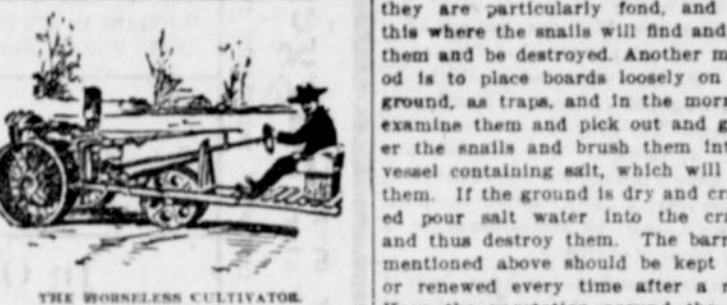 THE HORSELESS CULTIVATOR.
they are particularly fond, and
this where the snails will find and
them and be destroyed. Another m
od is to place boards loosely on
ground, as traps, and in the mor
examine them and pick out and g
er the snails and brush them int
vessel containing salt, which will
them. If the ground is dry and cr
ed pour salt water into the cr
and thus destroy them. The barr
mentioned above should be kept
or renewed every time after a